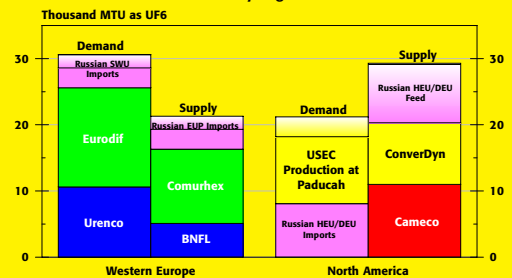 Thousand MTU as UF6
30
20
10
0
Demand
Russian SWU
Imports
Eurodif
Urenco
Supply
Russian EUP Imports
Comurhex
BNFL
Western Europe
Demand
USEC
Production at
Paducah
Russian HEU/DEU
Imports
Supply
Russian HEU/DEU
Feed
ConverDyn
Cameco
North America
30
20
10
0